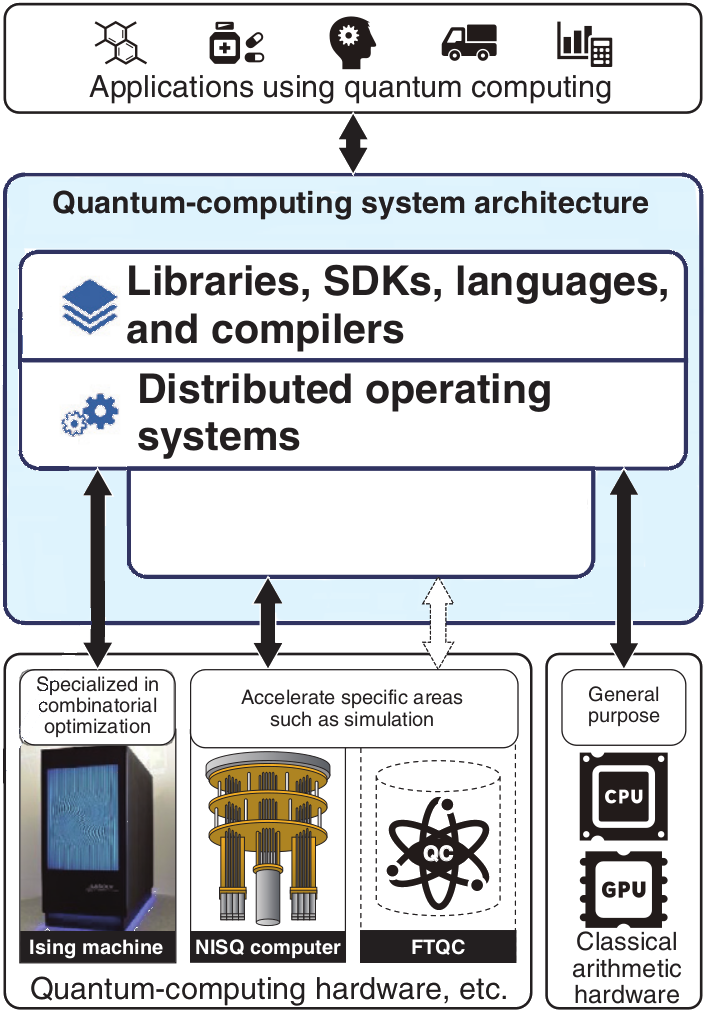 Applications using quantum computing
Quantum-computing system architecture
Libraries, SDKs, languages,
and compilers
Distributed operating
systems
Specialized in
combinatorial
optimization
Accelerate specific areas
such as simulation
General
purpose
CPU
QC
GPU
Ising machine
NISQ computer
FTQC
Classical
arithmetic
hardware
Quantum-computing hardware, etc.